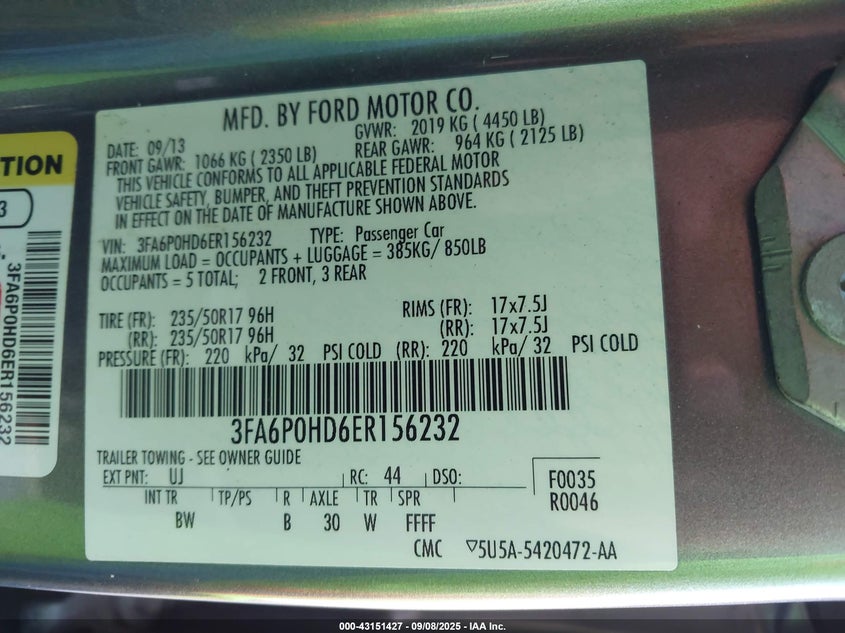 MFD. BY FORD MOTOR CO.
DATE: 09/13 GVWR: 2019 KG ( 4450 LB)
FRONT GAWR: 1066 KG ( 2350 LB) REAR GAWR: 964 KG ( 2125 LB)
THIS VEHICLE CONFORMS TO ALL APPLICABLE FEDERAL MOTOR
VEHICLE SAFETY, BUMPER, AND THEFT PREVENTION STANDARDS
IN EFFECT ON THE DATE OF MANUFACTURE SHOWN ABOVE.
VIN: 3FA6P0HD6ER156232 TYPE: Passenger Car
MAXIMUM LOAD = OCCUPANTS + LUGGAGE = 385KG/ 850LB
OCCUPANTS = 5 TOTAL; 2 FRONT, 3 REAR
TIRE (FR): 235/50R17 96H RIMS (FR): 17x7.5J
(RR): 235/50R17 96H (RR): 17x7.5J
PRESSURE (FR): 220 kPa/ 32 PSI COLD (RR): 220 kPa/ 32 PSI COLD
3FA6P0HD6ER156232
TRAILER TOWING - SEE OWNER GUIDE
EXT PNT: UJ RC: 44 DSO:
INT TR TP/PS R AXLE TR SPR
BW B 30 W FFFF
F0035
R0046
CMC ▽5U5A-5420472-AA
TION
3
3FA6P0HD6ER156232
000-43151427 - 09/08/2025 - IAA Inc.